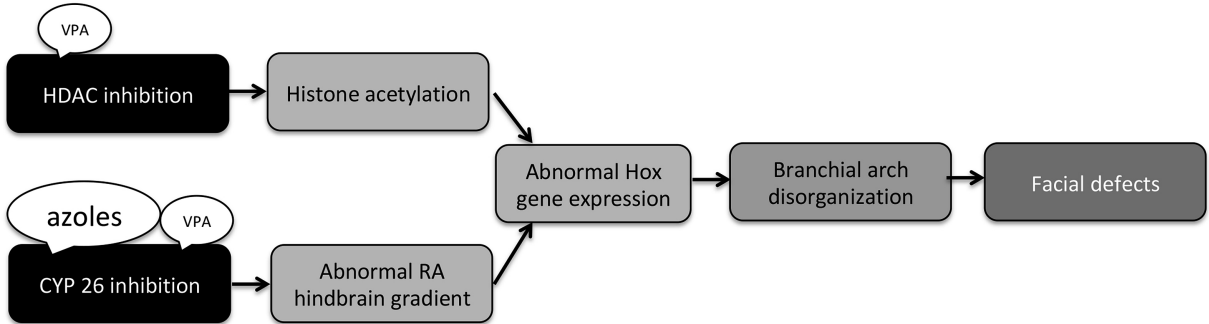 VPA
HDAC inhibition
Histone acetylation
azoles
VPA
CYP 26 inhibition
Abnormal RA
hindbrain gradient
Abnormal Hox
gene expression
Branchial arch
disorganization
Facial defects